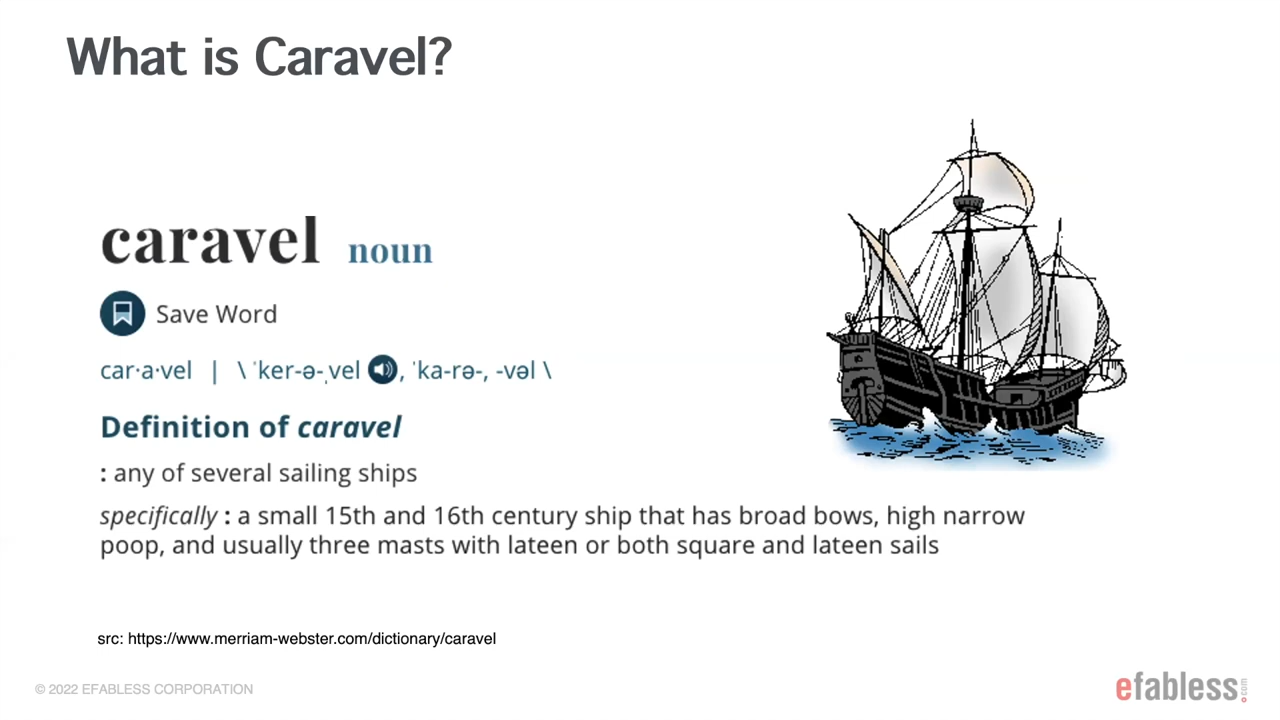 What is Caravel?
caravel noun
Save Word
car·a·vel | \ ˈker-ə-ˌvel , ˈka-rə-, -vəl \
Definition of caravel
: any of several sailing ships
specifically : a small 15th and 16th century ship that has broad bows, high narrow
poop, and usually three masts with lateen or both square and lateen sails
src: https://www.merriam-webster.com/dictionary/caravel
© 2022 EFABLESS CORPORATION
efabless.com